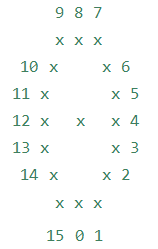 9 8 7
x x x
10 x x 6
11 x x 5
12 x x x 4
13 x x 3
14 x x 2
x x x
15 0 1